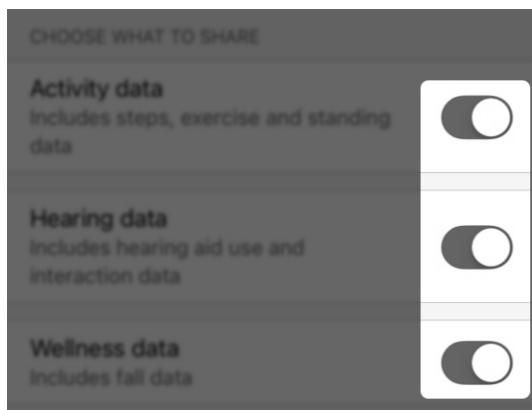 CHOOSE WHAT TO SHARE
Activity data
Includes steps, exercise and standing
data
Hearing data
Includes hearing aid use and
interaction data
Wellness data
Includes fall data